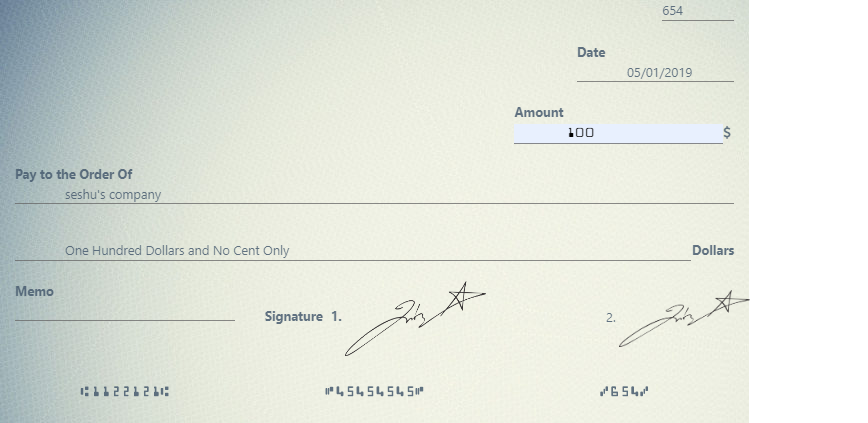 654
Date
05/01/2019
Amount
100 $
Pay to the Order Of
seshu's company
One Hundred Dollars and No Cent Only Dollars
Memo
Signature 1. 2.
⑆11221221⑆ ⑈45454545⑈ ⑇654⑇